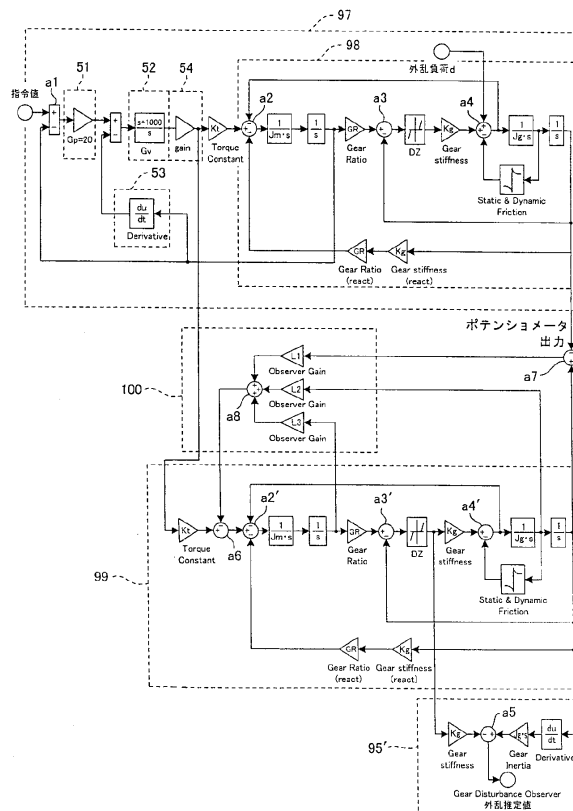 97
51
52
54
98
外乱負荷d
a1
指令値
a2
a3
a4
Gp=20
s+1000
s
Gv
gain
Kt
Torque
Constant
1
Jm·s
1
s
GR
Gear
Ratio
DZ
Kg
Gear
stiffness
1
Jg·s
1
s
53
du
dt
Derivative
Static & Dynamic
Friction
GR
Gear Ratio
(react)
Kg
Gear stiffness
(react)
ポテンショメータ
出力
a7
100
L1
Observer Gain
a8
L2
Observer Gain
L3
Observer Gain
a2'
a3'
a4'
99
Kt
Torque
Constant
a6
1
Jm·s
1
s
GR
Gear
Ratio
DZ
Kg
Gear
stiffness
1
Jg·s
1
s
Static & Dynamic
Friction
GR
Gear Ratio
(react)
Kg
Gear stiffness
(react)
a5
95'
Kg
Gear
stiffness
Jg·s
Gear
Inertia
du
dt
Derivative
Gear Disturbance Observer
外乱推定値